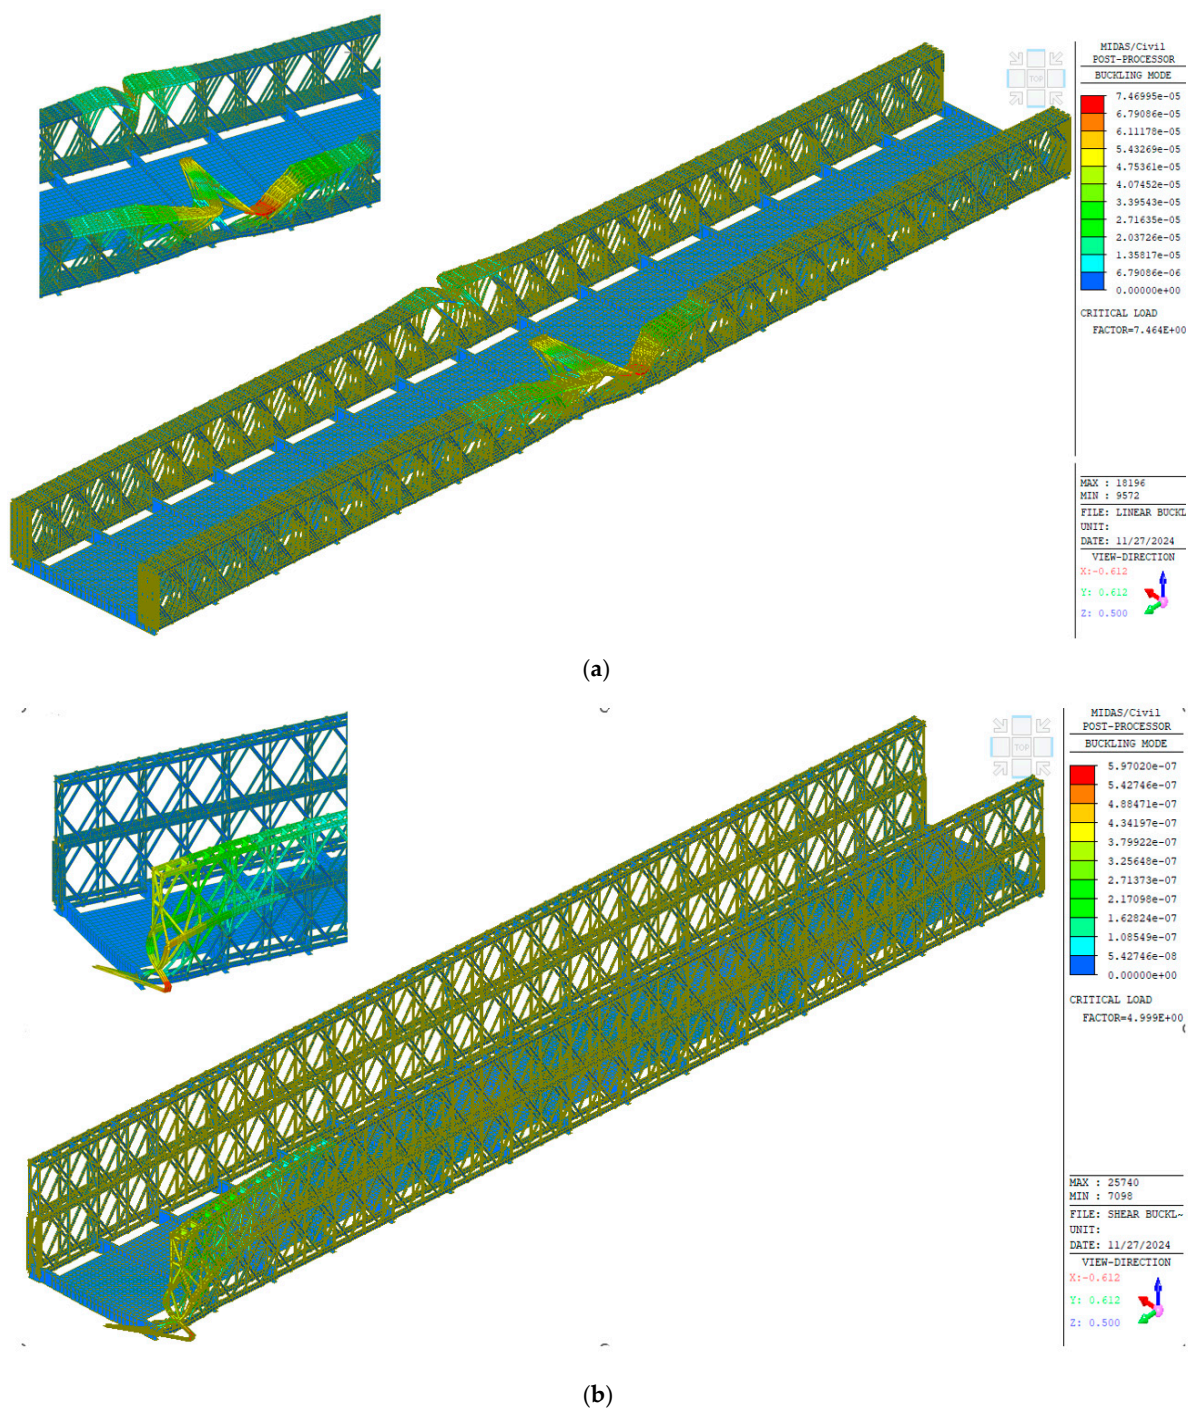 TOP
MIDAS/Civil
POST-PROCESSOR
BUCKLING MODE
7.46995e-05
6.79086e-05
6.11178e-05
5.43269e-05
4.75361e-05
4.07452e-05
3.39543e-05
2.71635e-05
2.03726e-05
1.35817e-05
6.79086e-06
0.00000e+00
CRITICAL LOAD
FACTOR=7.464E+00
MAX : 18196
MIN : 9572
FILE: LINEAR BUCKL
UNIT:
DATE: 11/27/2024
VIEW-DIRECTION
X:-0.612
Y: 0.612
Z: 0.500
(a)
TOP
MIDAS/Civil
POST-PROCESSOR
BUCKLING MODE
5.97020e-07
5.42746e-07
4.88471e-07
4.34197e-07
3.79922e-07
3.25648e-07
2.71373e-07
2.17098e-07
1.62824e-07
1.08549e-07
5.42746e-08
0.00000e+00
CRITICAL LOAD
FACTOR=4.999E+00
MAX : 25740
MIN : 7098
FILE: SHEAR BUCKL~
UNIT:
DATE: 11/27/2024
VIEW-DIRECTION
X:-0.612
Y: 0.612
Z: 0.500
(b)